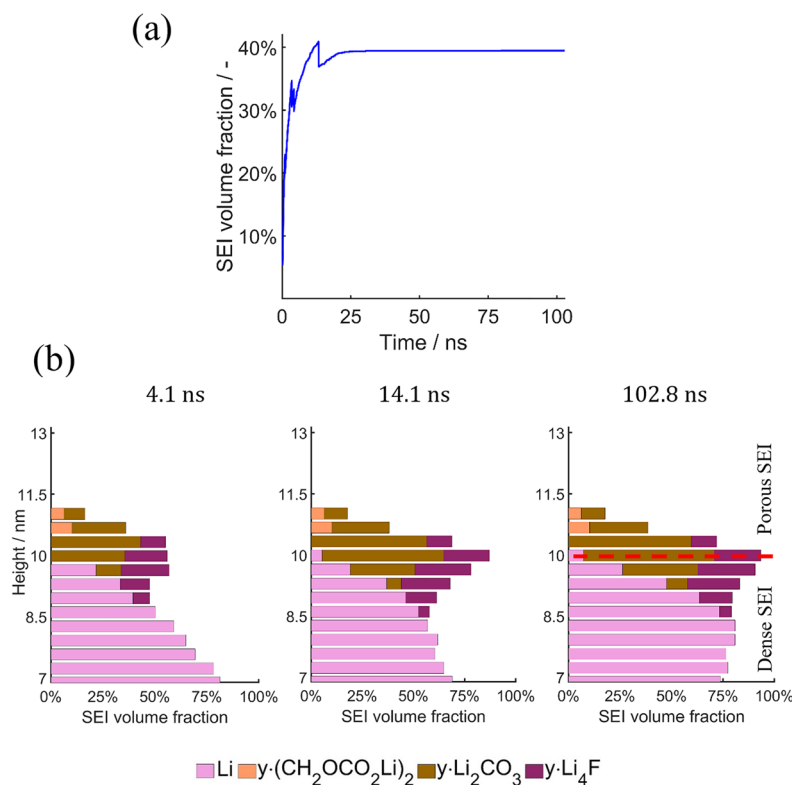 (a)
SEI volume fraction / -
40%
30%
20%
10%
0 25 50 75 100
Time / ns
(b)
4.1 ns 14.1 ns 102.8 ns
Height / nm
13
11.5
10
8.5
7
0% 25% 50% 75% 100%
SEI volume fraction
13
11.5
10
8.5
7
0% 25% 50% 75% 100%
SEI volume fraction
13
11.5
10
8.5
7
0% 25% 50% 75% 100%
SEI volume fraction
Porous SEI
Dense SEI
Li y·(CH₂OCO₂Li)₂ y·Li₂CO₃ y·Li₄F